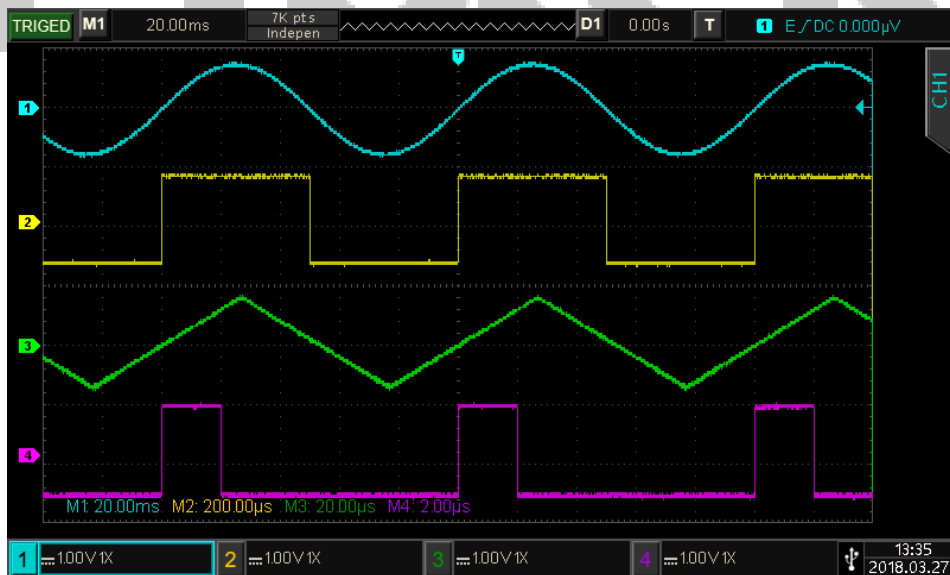 TRIGED M1 20.00ms 7K pts Indepen D1 0.00s T 1 E DC 0.000µV
T
1
CH1
2
3
4
M1: 20.00ms M2: 200.00µs M3: 20.00µs M4: 2.00µs
1 1.00V 1X 2 1.00V 1X 3 1.00V 1X 4 1.00V 1X
13:35
2018.03.27